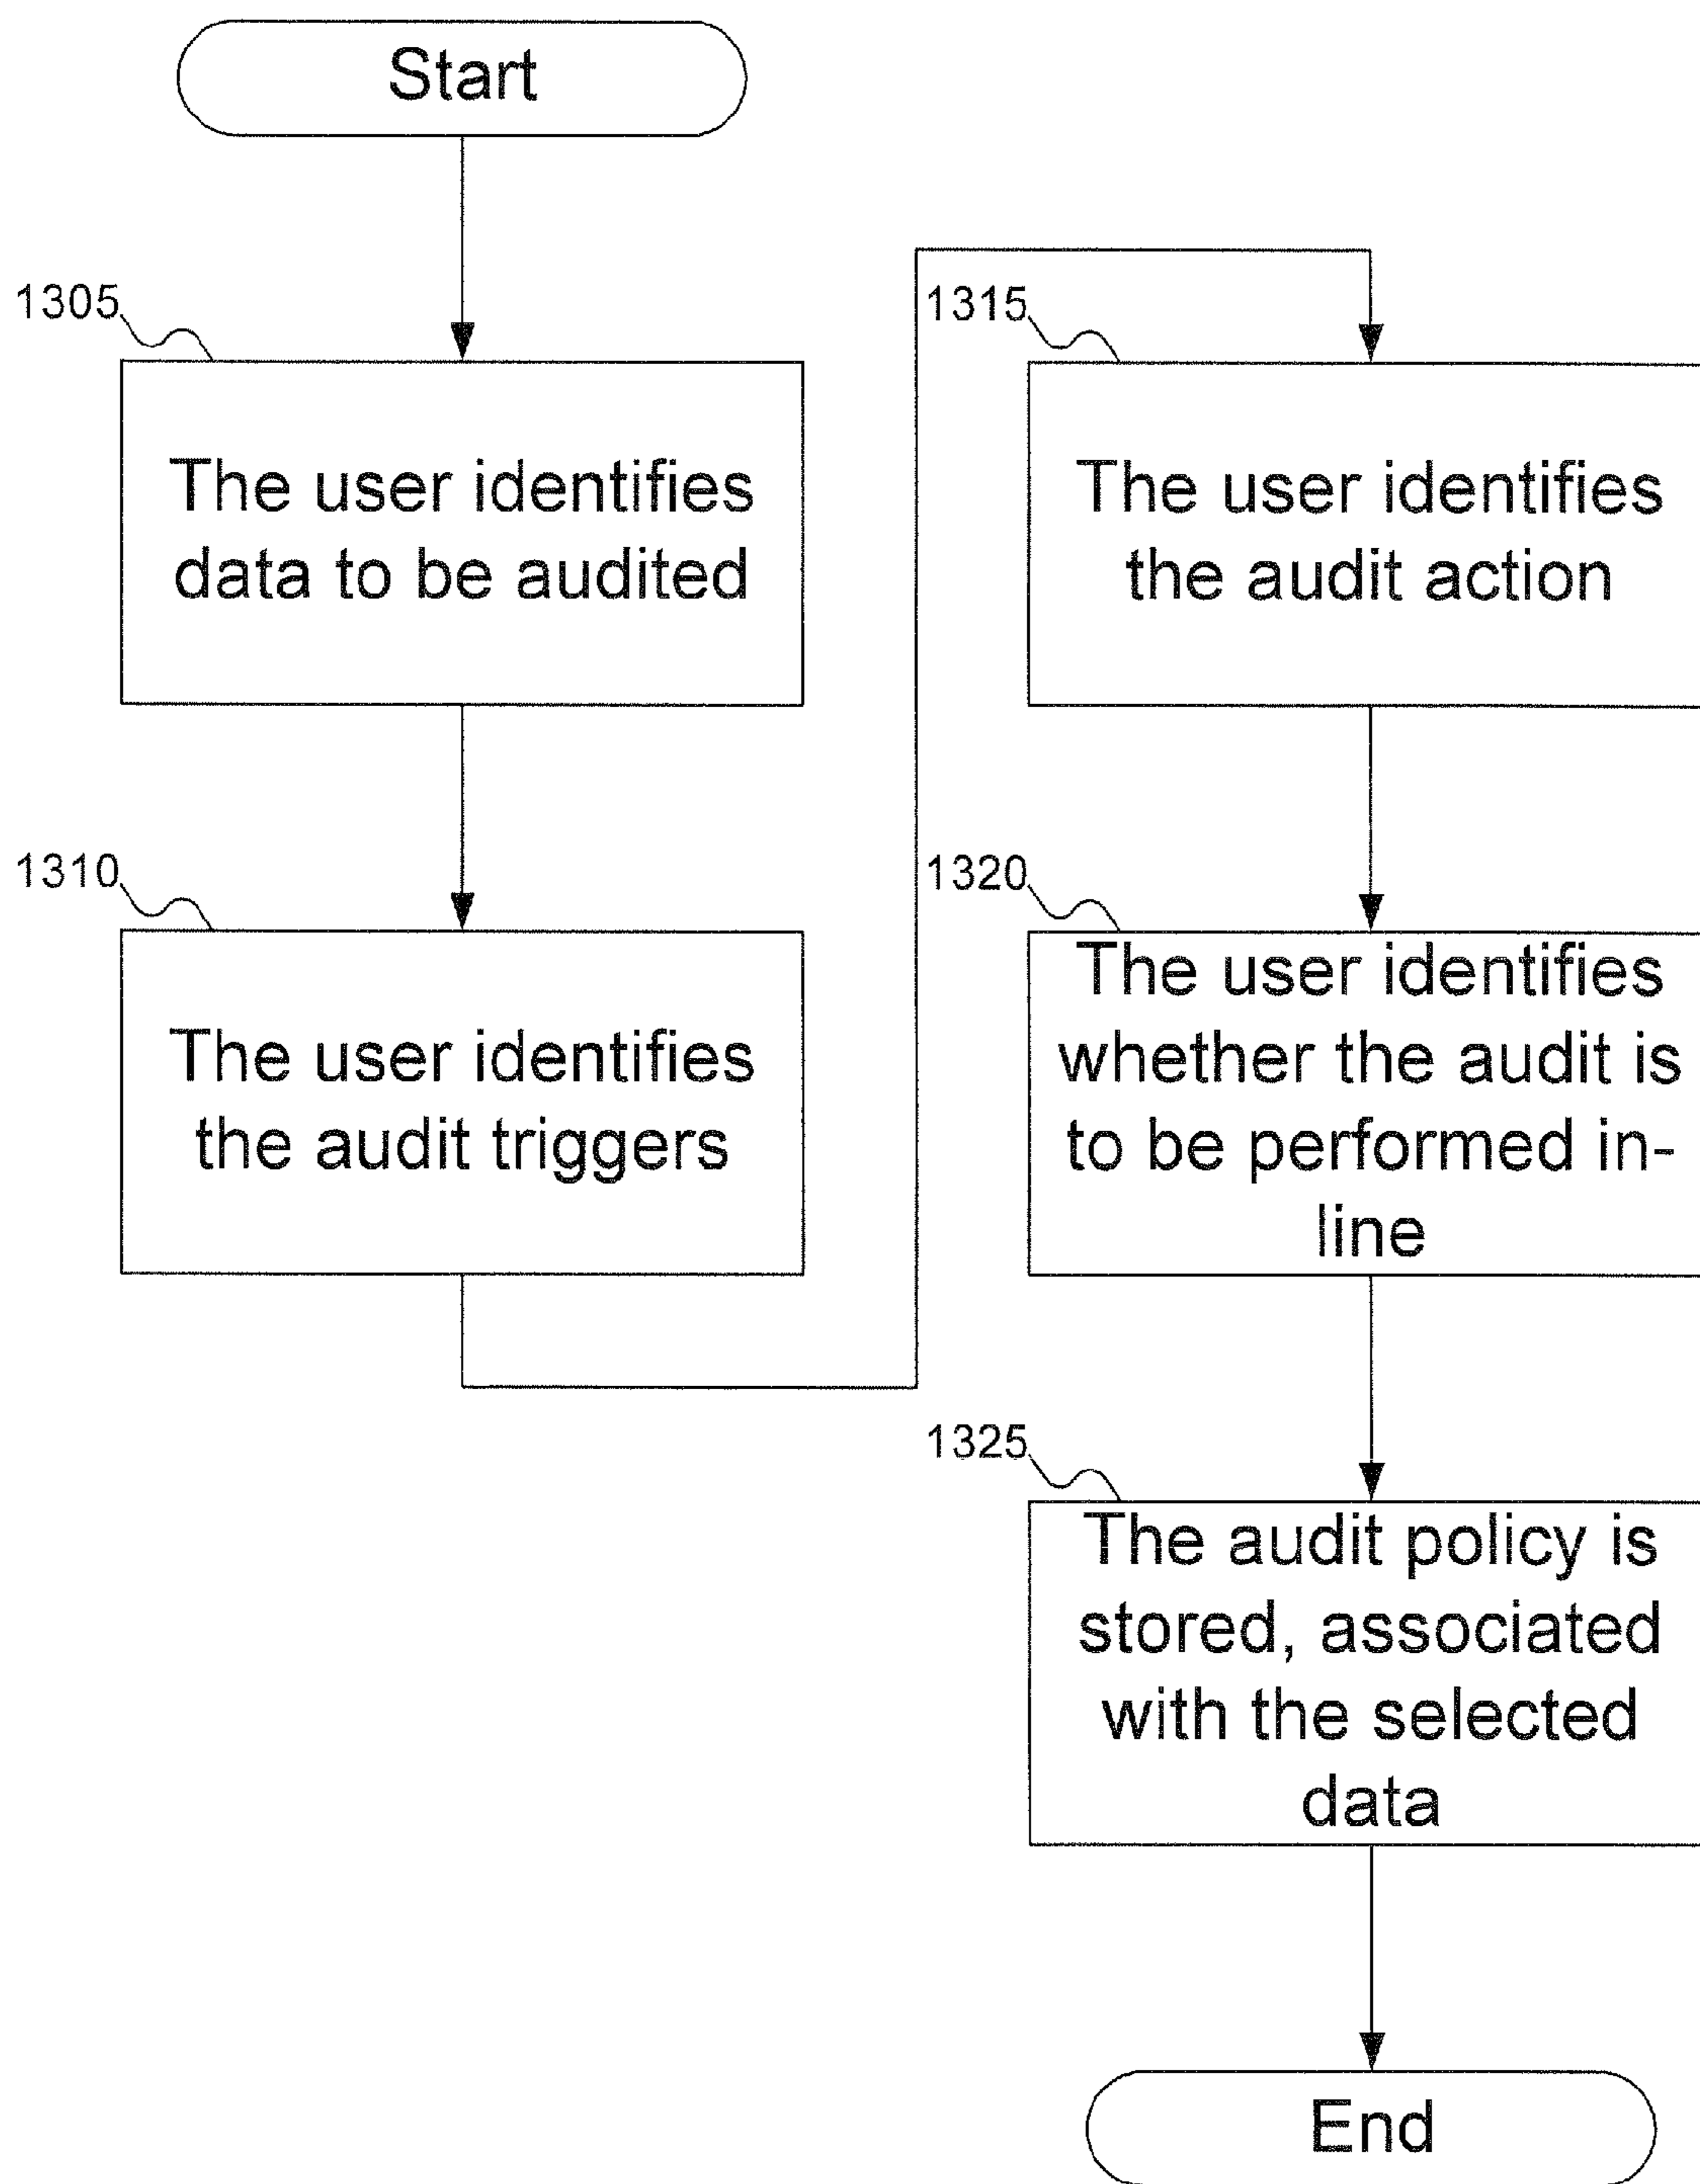 Start
1305
The user identifies
data to be audited
1310
The user identifies
the audit triggers
1315
The user identifies
the audit action
1320
The user identifies
whether the audit is
to be performed in-
line
1325
The audit policy is
stored, associated
with the selected
data
End